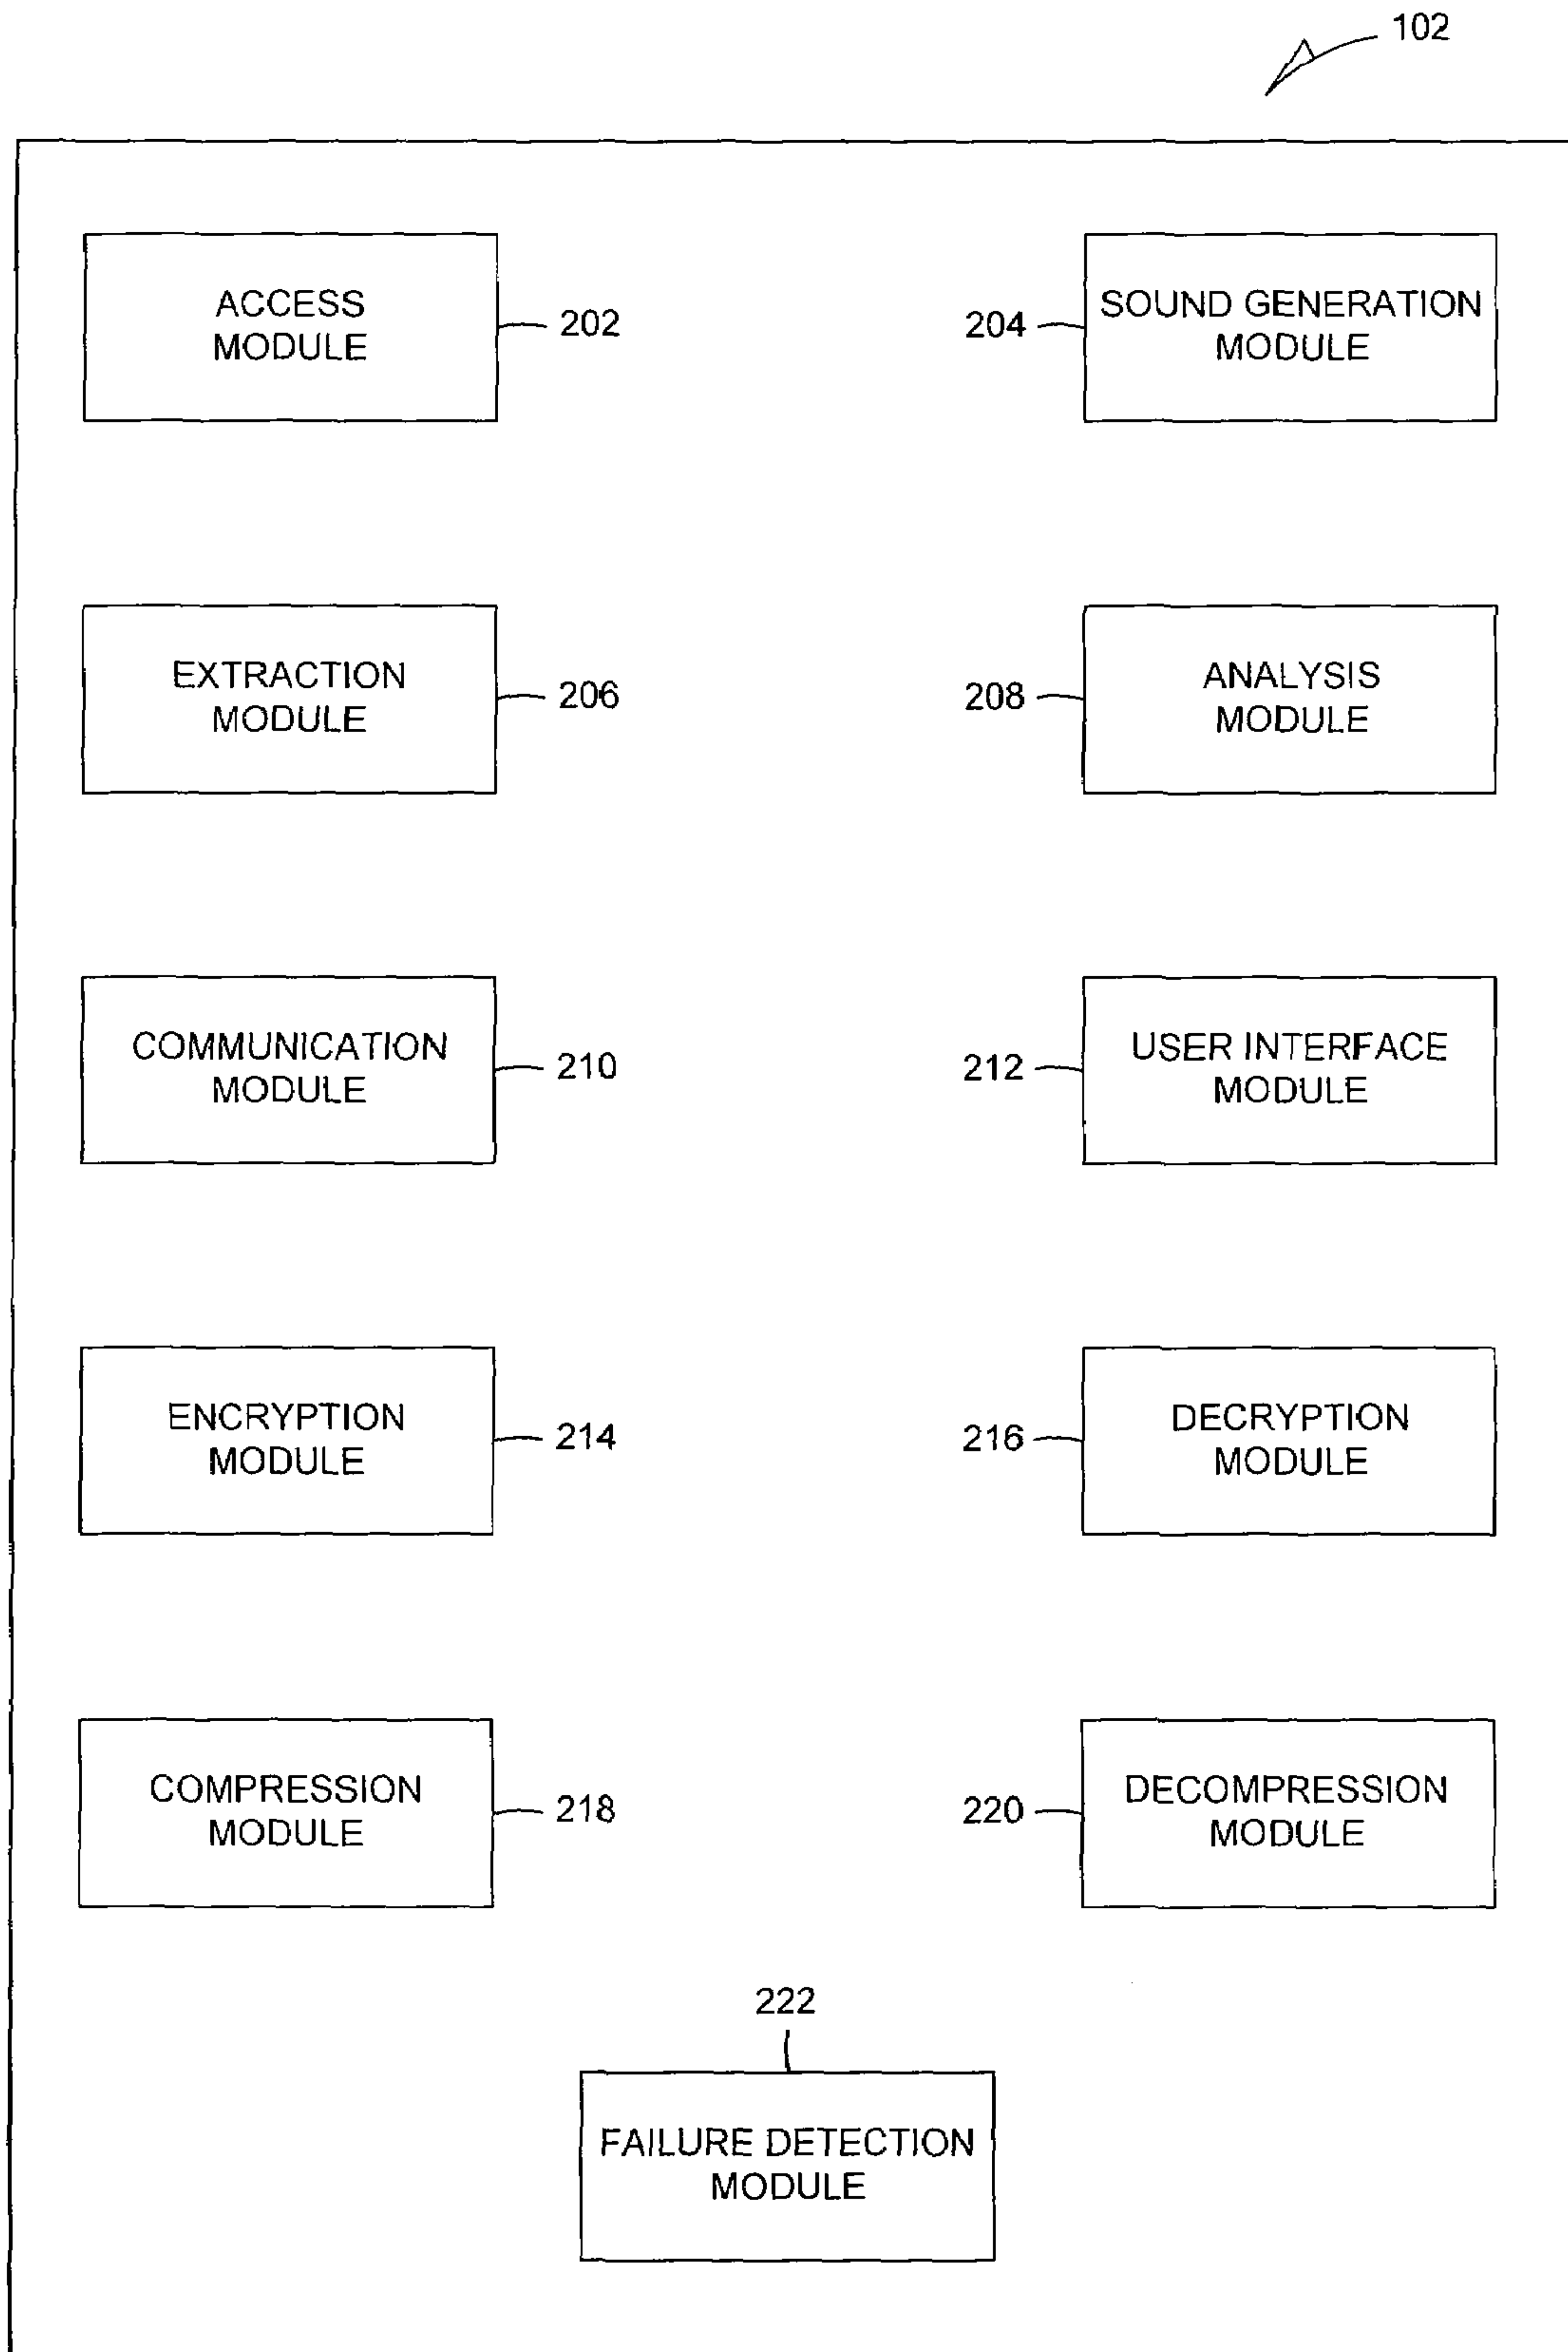 102
ACCESS
MODULE
202
204
SOUND GENERATION
MODULE
EXTRACTION
MODULE
206
208
ANALYSIS
MODULE
COMMUNICATION
MODULE
210
212
USER INTERFACE
MODULE
ENCRYPTION
MODULE
214
216
DECRYPTION
MODULE
COMPRESSION
MODULE
218
220
DECOMPRESSION
MODULE
222
FAILURE DETECTION
MODULE